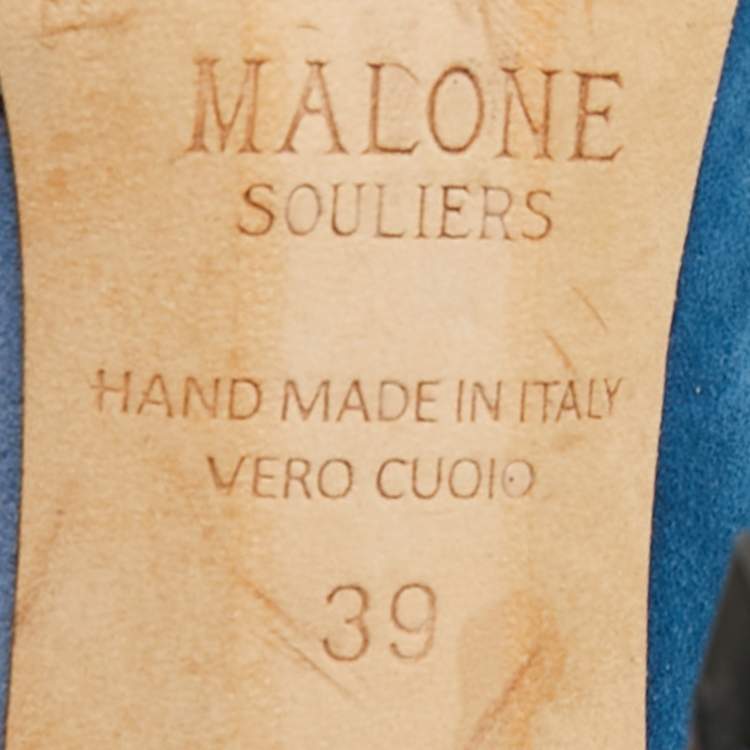 MALONE
SOULIERS
HAND MADE IN ITALY
VERO CUOIO
39